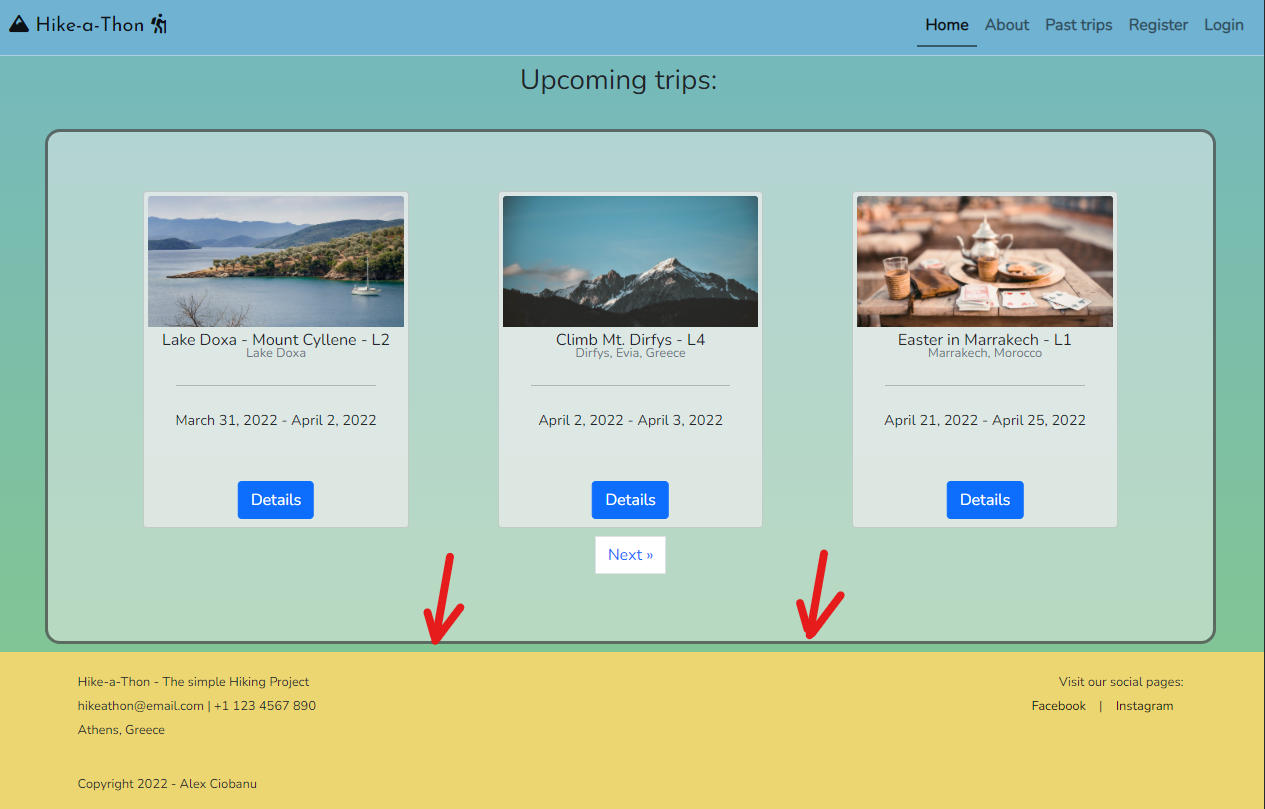 Hike-a-Thon
Home About Past trips Register Login
Upcoming trips:
Lake Doxa - Mount Cyllene - L2
Lake Doxa
March 31, 2022 - April 2, 2022
Details
Climb Mt. Dirfys - L4
Dirfys, Evia, Greece
April 2, 2022 - April 3, 2022
Details
Easter in Marrakech - L1
Marrakech, Morocco
April 21, 2022 - April 25, 2022
Details
Next »
Hike-a-Thon - The simple Hiking Project
hikeathon@email.com | +1 123 4567 890
Athens, Greece
Copyright 2022 - Alex Ciobanu
Visit our social pages:
Facebook | Instagram